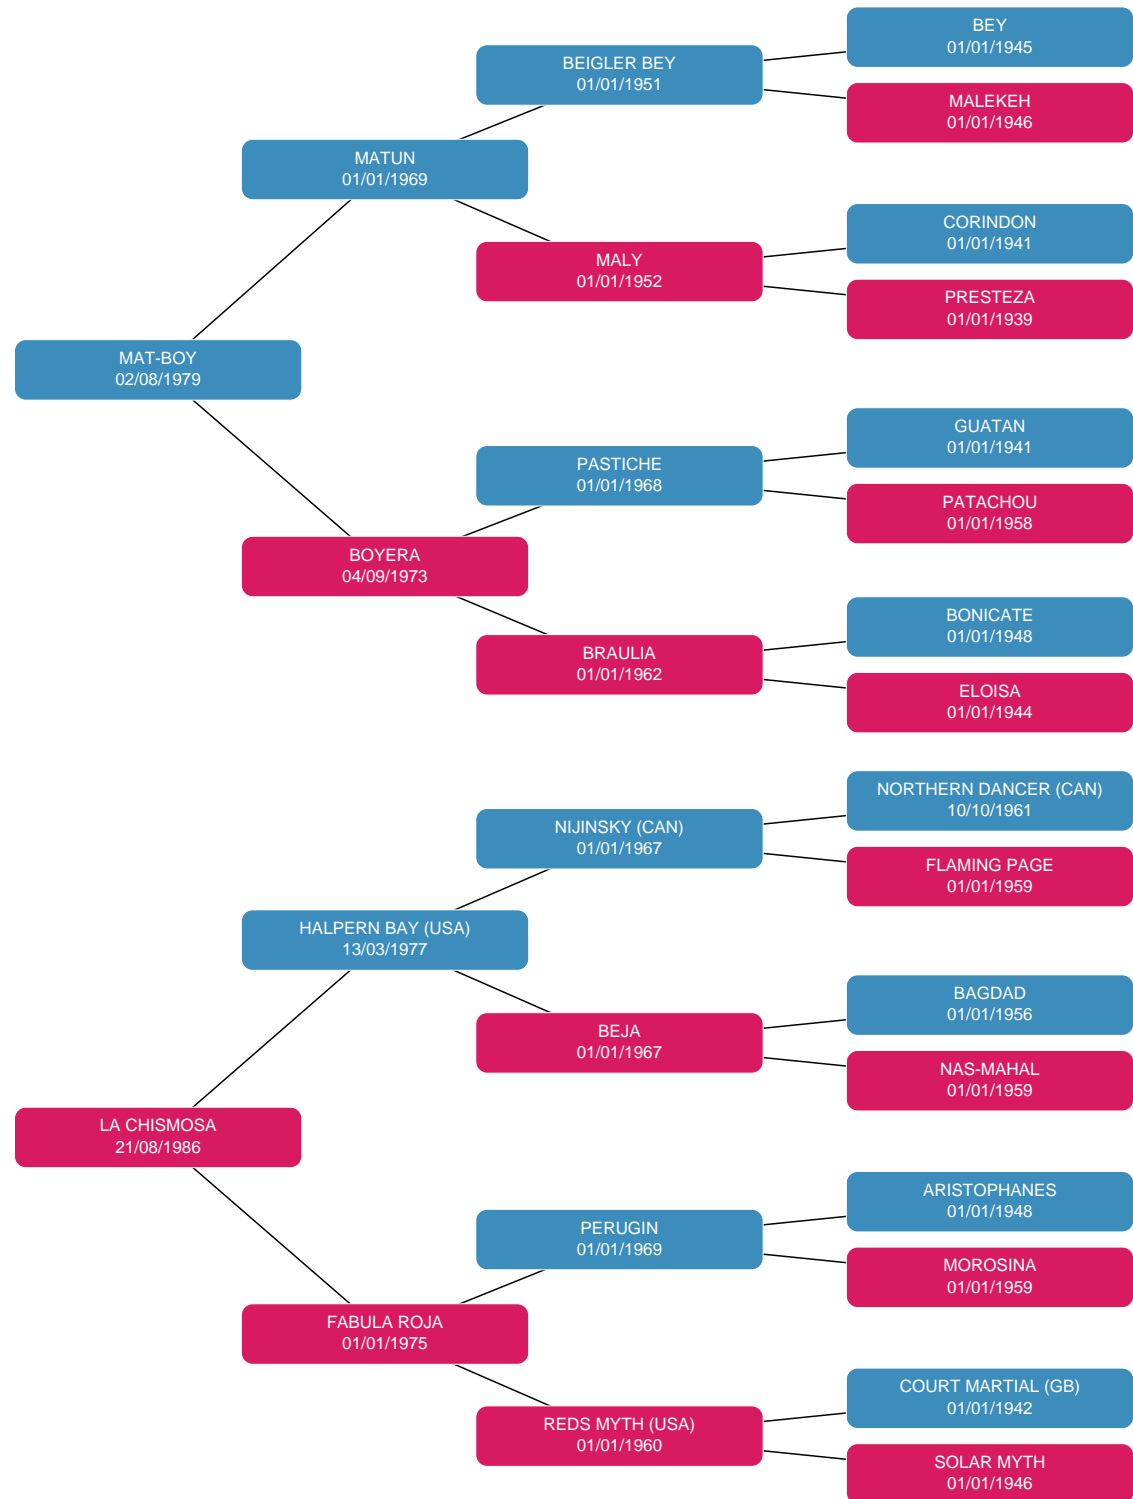 BEY
01/01/1945
BEIGLER BEY
01/01/1951
MALEKEH
01/01/1946
MATUN
01/01/1969
CORINDON
01/01/1941
MALY
01/01/1952
PRESTEZA
01/01/1939
MAT-BOY
02/08/1979
GUATAN
01/01/1941
PASTICHE
01/01/1968
PATACHOU
01/01/1958
BOYERA
04/09/1973
BONICATE
01/01/1948
BRAULIA
01/01/1962
ELOISA
01/01/1944
NORTHERN DANCER (CAN)
10/10/1961
NIJINSKY (CAN)
01/01/1967
FLAMING PAGE
01/01/1959
HALPERN BAY (USA)
13/03/1977
BAGDAD
01/01/1956
BEJA
01/01/1967
NAS-MAHAL
01/01/1959
LA CHISMOSA
21/08/1986
ARISTOPHANES
01/01/1948
PERUGIN
01/01/1969
MOROSINA
01/01/1959
FABULA ROJA
01/01/1975
COURT MARTIAL (GB)
01/01/1942
REDS MYTH (USA)
01/01/1960
SOLAR MYTH
01/01/1946